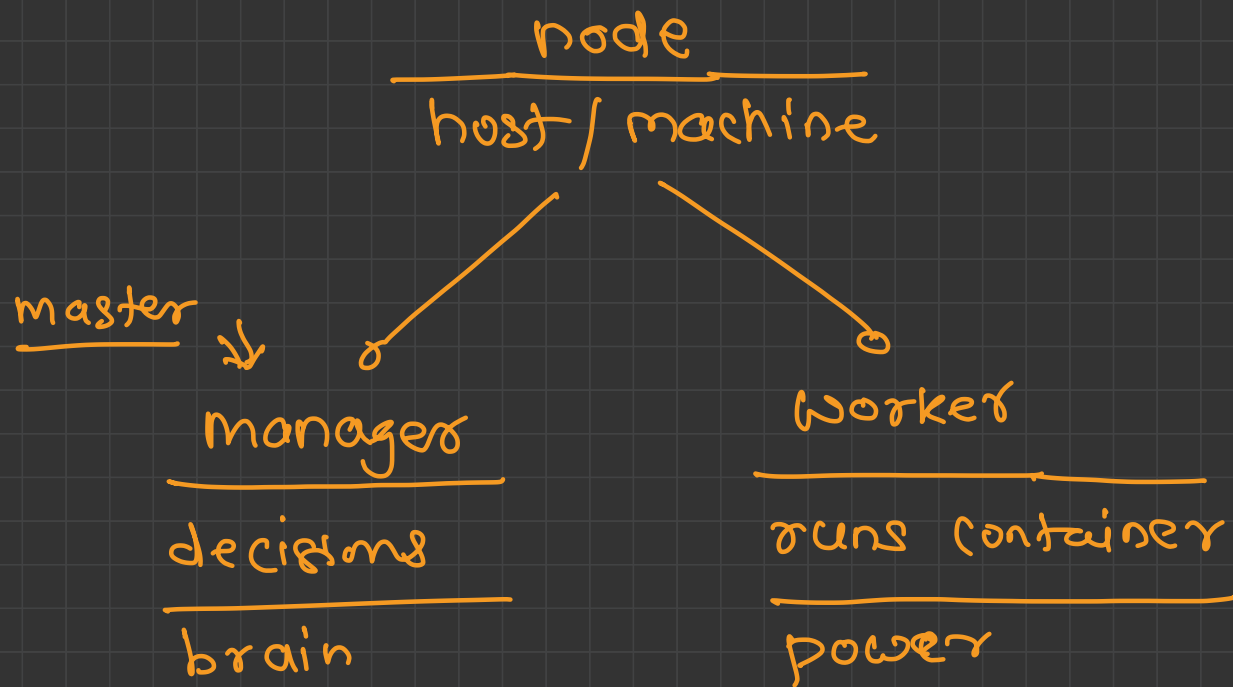 node
host / machine
master
manager
worker
decisions
runs container
brain
power